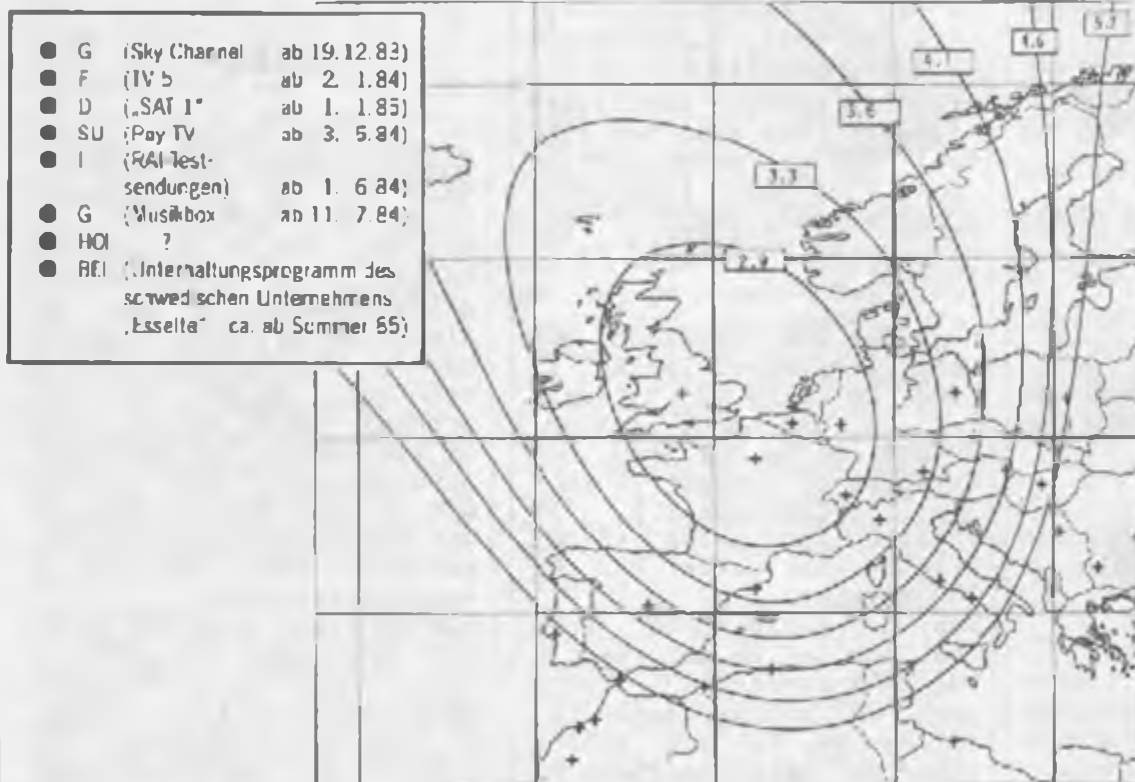 G (Sky Channel ab 19.12.83)
F (TV 5 ab 2. 1.84)
D („SAT 1" ab 1. 1.85)
SU (Pay TV ab 3. 5.84)
I (RAI Test-
sendungen) ab 1. 6.84)
G (Musikbox ab 11. 7.84)
HOL ?
BEL (Unterhaltungsprogramm des
schwedischen Unternehmens
„Esselte" ca. ab Sommer 85)
5.2
4.6
4.1
3.6
3.3
2.9